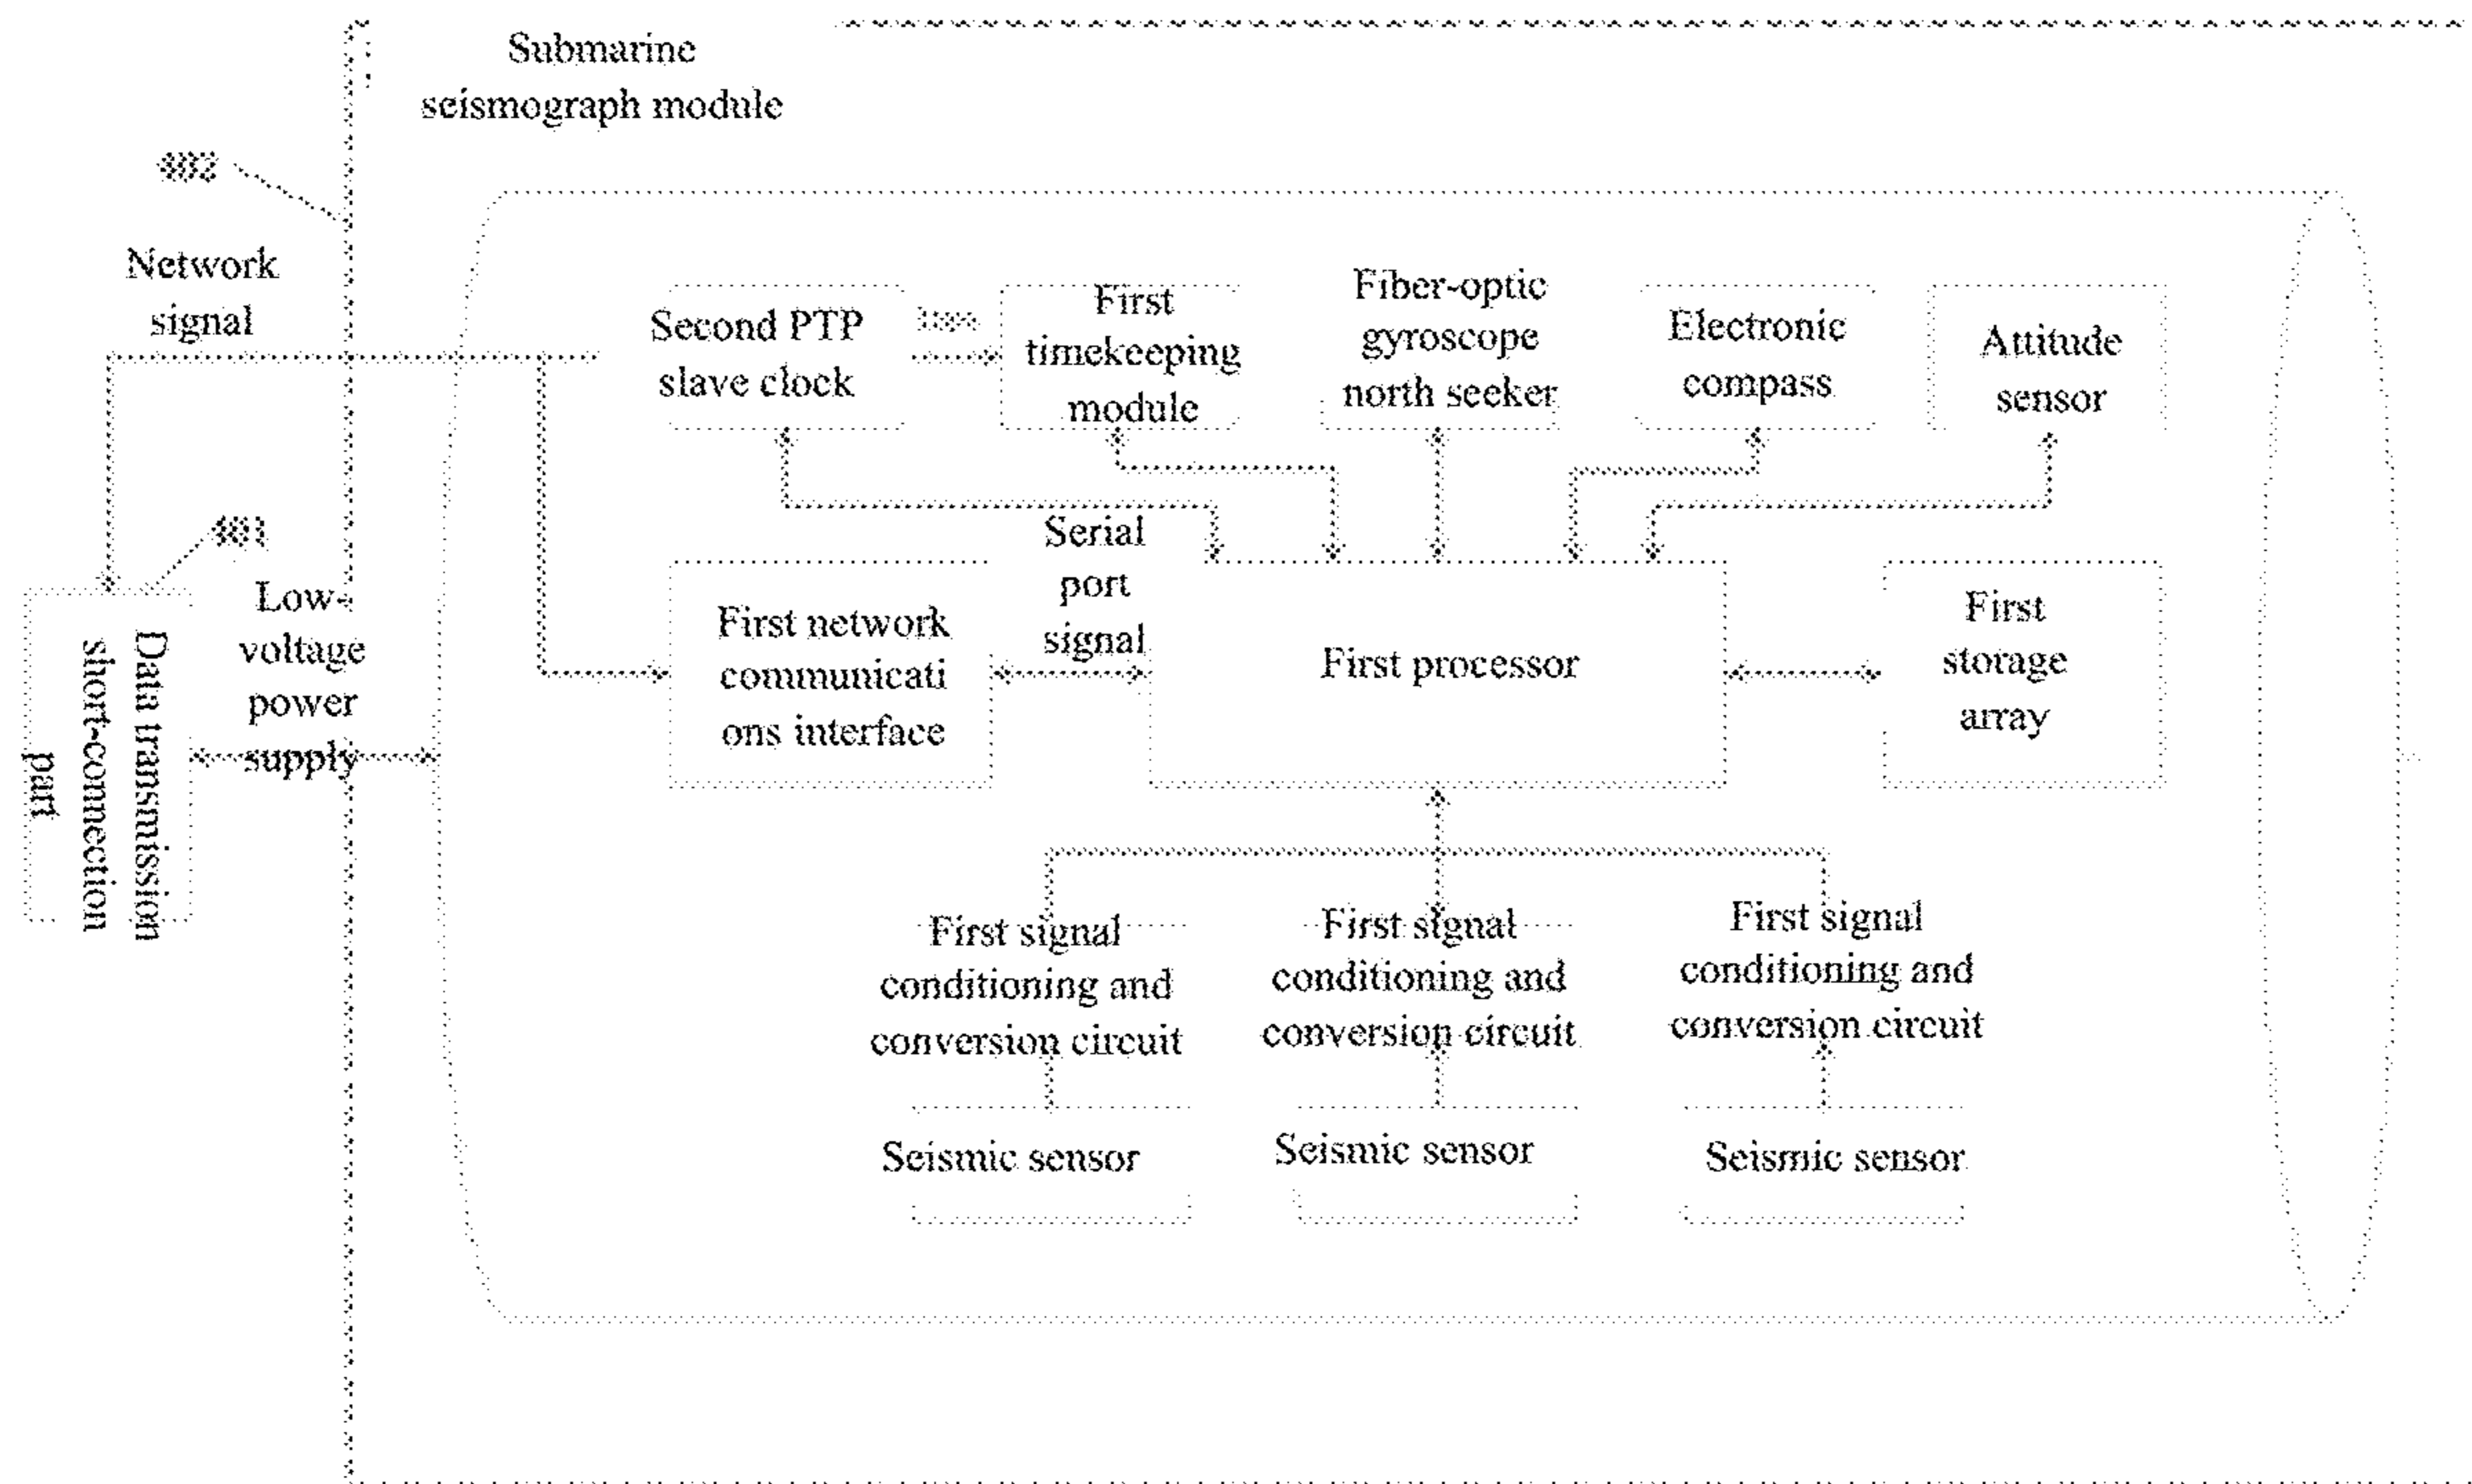 Submarine
seismograph module
402
Network
signal
Second PTP
slave clock
First
timekeeping
module
Fiber-optic
gyroscope
north seeker
Electronic
compass
Attitude
sensor
401
Low-
voltage
power
supply
Data transmission
short-connection
part
First network
communicati
ons interface
Serial
port
signal
First processor
First
storage
array
First signal
conditioning and
conversion circuit
First signal
conditioning and
conversion circuit
First signal
conditioning and
conversion circuit
Seismic sensor
Seismic sensor
Seismic sensor